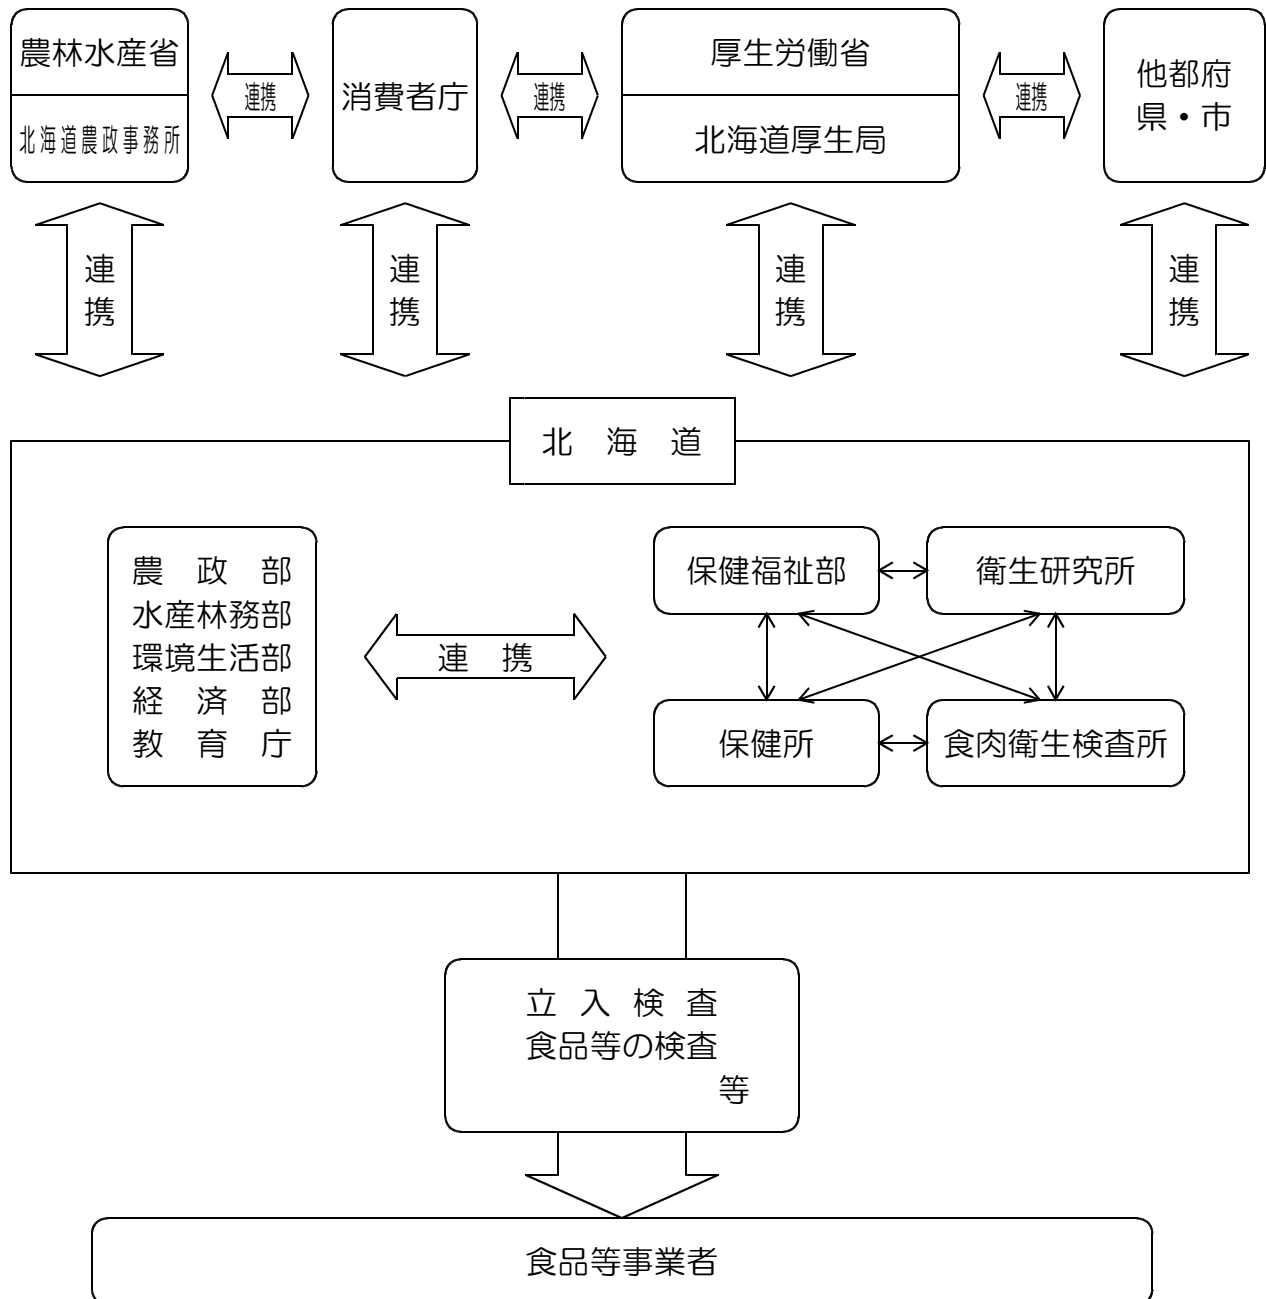 農林水産省
北海道農政事務所
連携
消費者庁
連携
厚生労働省
北海道厚生局
連携
他都府
県・市
連
携
連
携
連
携
連
携
北 海 道
農 政 部
水産林務部
環境生活部
経 済 部
教 育 庁
連 携
保健福祉部
衛生研究所
保健所
食肉衛生検査所
立 入 検 査
食品等の検査
等
食品等事業者